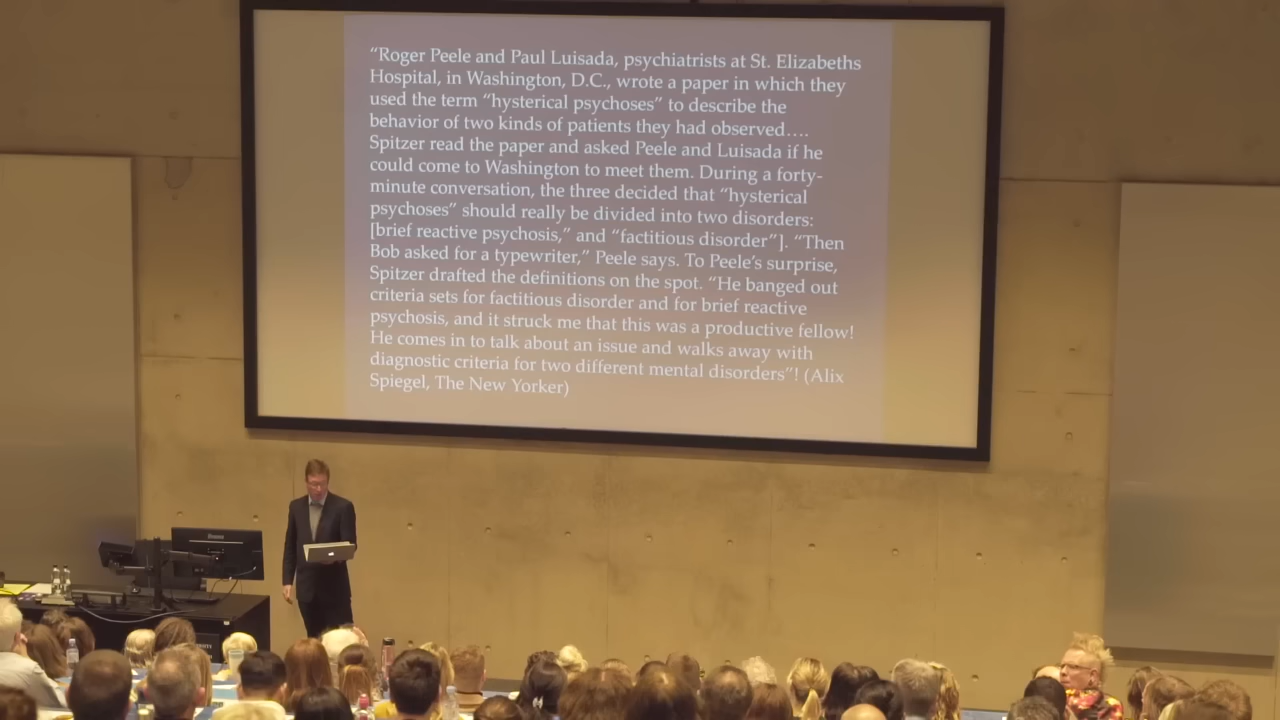 “Roger Peele and Paul Luisada, psychiatrists at St. Elizabeths
Hospital, in Washington, D.C., wrote a paper in which they
used the term “hysterical psychoses” to describe the
behavior of two kinds of patients they had observed….
Spitzer read the paper and asked Peele and Luisada if he
could come to Washington to meet them. During a forty-
minute conversation, the three decided that “hysterical
psychoses” should really be divided into two disorders:
[brief reactive psychosis,” and “factitious disorder”]. “Then
Bob asked for a typewriter,” Peele says. To Peele’s surprise,
Spitzer drafted the definitions on the spot. “He banged out
criteria sets for factitious disorder and for brief reactive
psychosis, and it struck me that this was a productive fellow!
He comes in to talk about an issue and walks away with
diagnostic criteria for two different mental disorders”! (Alix
Spiegel, The New Yorker)